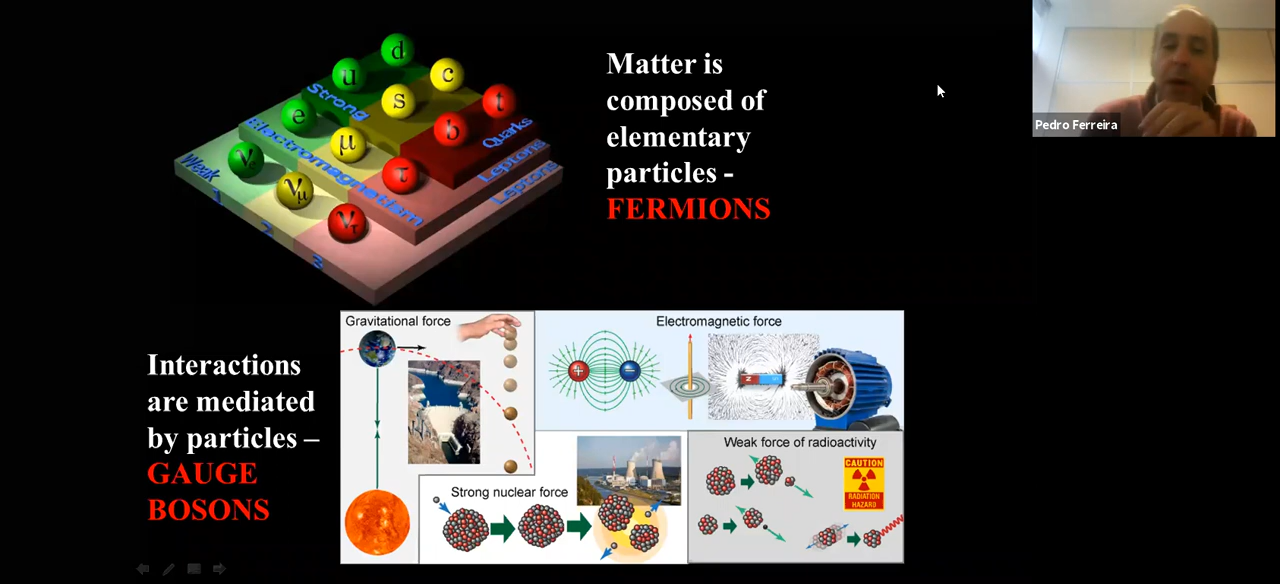 d
u
c
Strong
s
t
e
b
Quarks
Electromagnetism
μ
Leptons
Weak
τ
Leptons
νe
νμ
ντ
1
2
3
Matter is
composed of
elementary
particles -
FERMIONS
Pedro Ferreira
Interactions
are mediated
by particles –
GAUGE
BOSONS
Gravitational force
Electromagnetic force
+
−
N
Strong nuclear force
Weak force of radioactivity
CAUTION
RADIATION
HAZARD